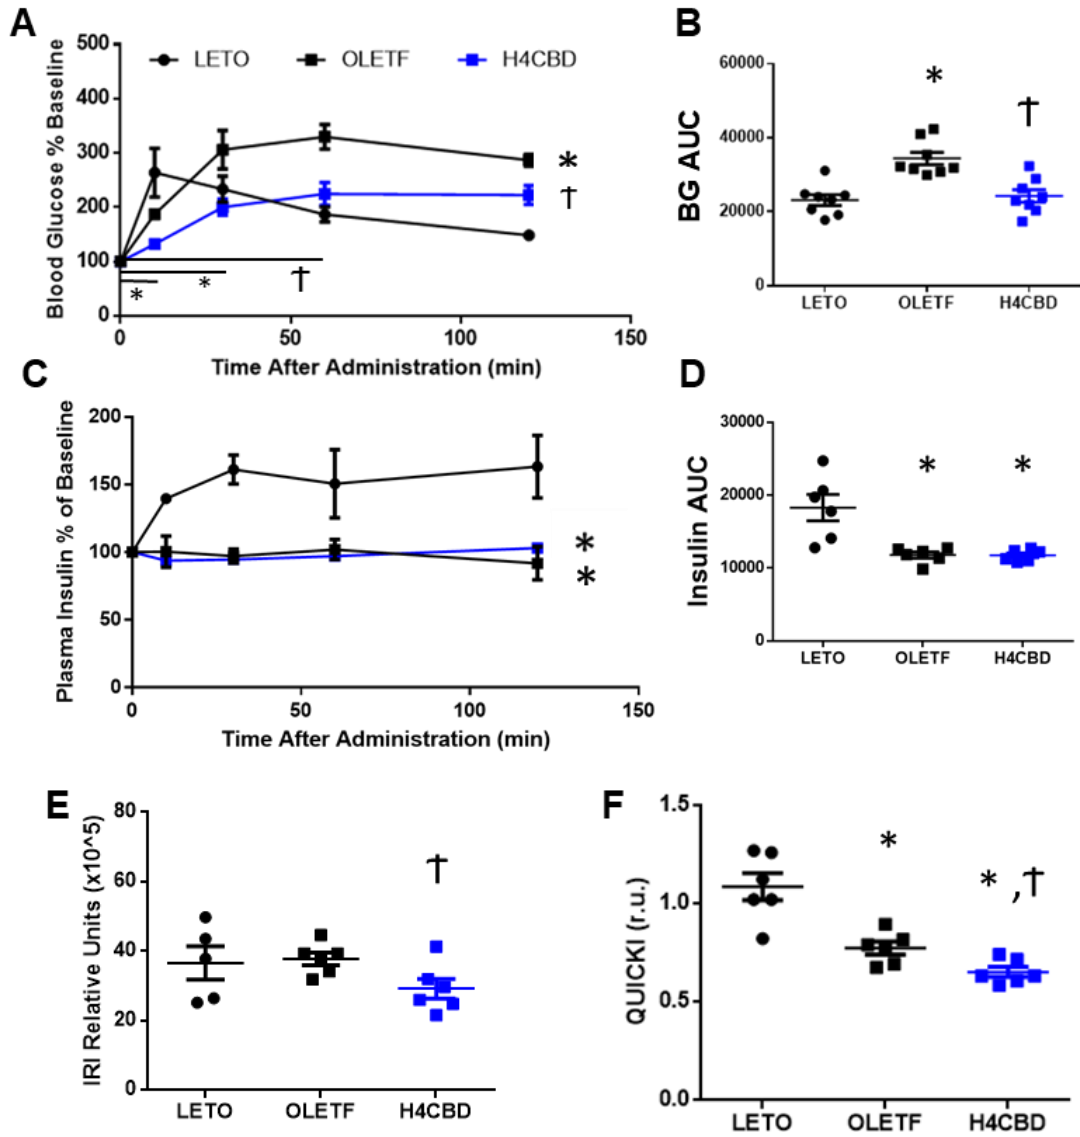 A
Blood Glucose % Baseline
500
400
300
200
100
0
LETO OLETF H4CBD
*
†
* * †
0 50 100 150
Time After Administration (min)
B
BG AUC
60000
40000
20000
0
*
†
LETO OLETF H4CBD
C
Plasma Insulin % of Baseline
200
150
100
50
0
*
*
0 50 100 150
Time After Administration (min)
D
Insulin AUC
30000
20000
10000
0
* *
LETO OLETF H4CBD
E
IRI Relative Units (x10^5)
80
60
40
20
0
†
LETO OLETF H4CBD
F
QUICKI (r.u.)
1.5
1.0
0.5
0.0
*
* ,†
LETO OLETF H4CBD